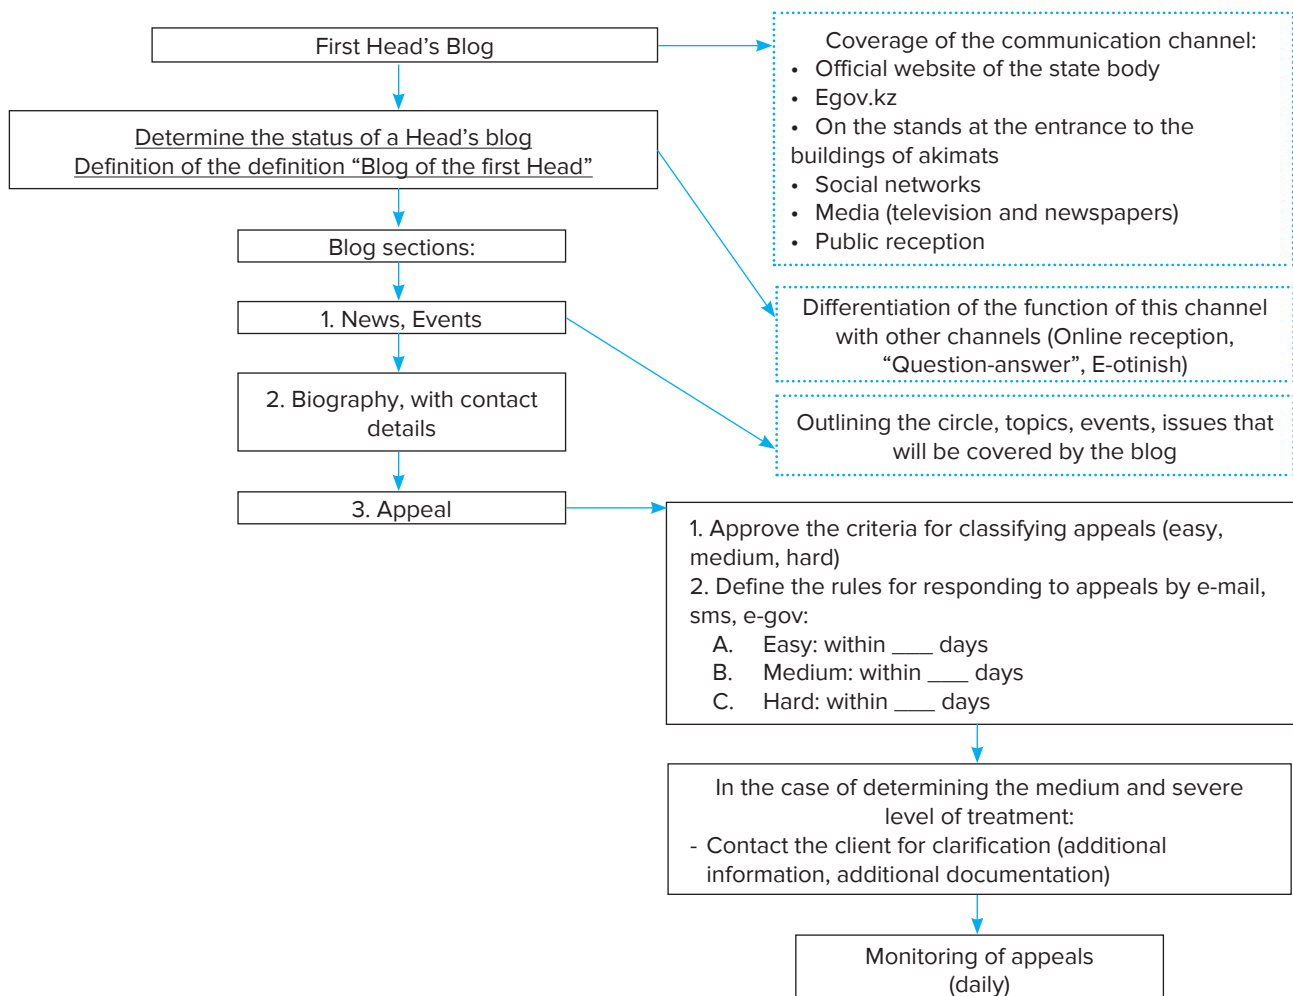 First Head's Blog
Coverage of the communication channel:
• Official website of the state body
• Egov.kz
• On the stands at the entrance to the
buildings of akimats
• Social networks
• Media (television and newspapers)
• Public reception
Determine the status of a Head's blog
Definition of the definition “Blog of the first Head”
Blog sections:
Differentiation of the function of this channel
with other channels (Online reception,
“Question-answer”, E-otinish)
1. News, Events
2. Biography, with contact
details
Outlining the circle, topics, events, issues that
will be covered by the blog
3. Appeal
1. Approve the criteria for classifying appeals (easy,
medium, hard)
2. Define the rules for responding to appeals by e-mail,
sms, e-gov:
A. Easy: within ___ days
B. Medium: within ___ days
C. Hard: within ___ days
In the case of determining the medium and severe
level of treatment:
- Contact the client for clarification (additional
information, additional documentation)
Monitoring of appeals
(daily)